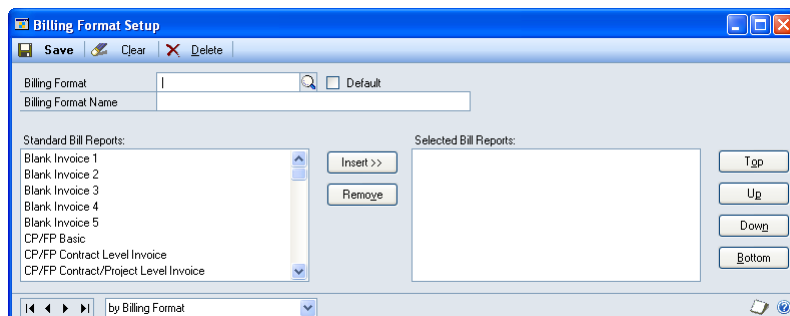 Billing Format Setup
Save Clear Delete
Billing Format Default
Billing Format Name
Standard Bill Reports: Selected Bill Reports:
Blank Invoice 1
Blank Invoice 2
Blank Invoice 3
Blank Invoice 4
Blank Invoice 5
CP/FP Basic
CP/FP Contract Level Invoice
CP/FP Contract/Project Level Invoice
Insert >>
Remove
Top
Up
Down
Bottom
by Billing Format